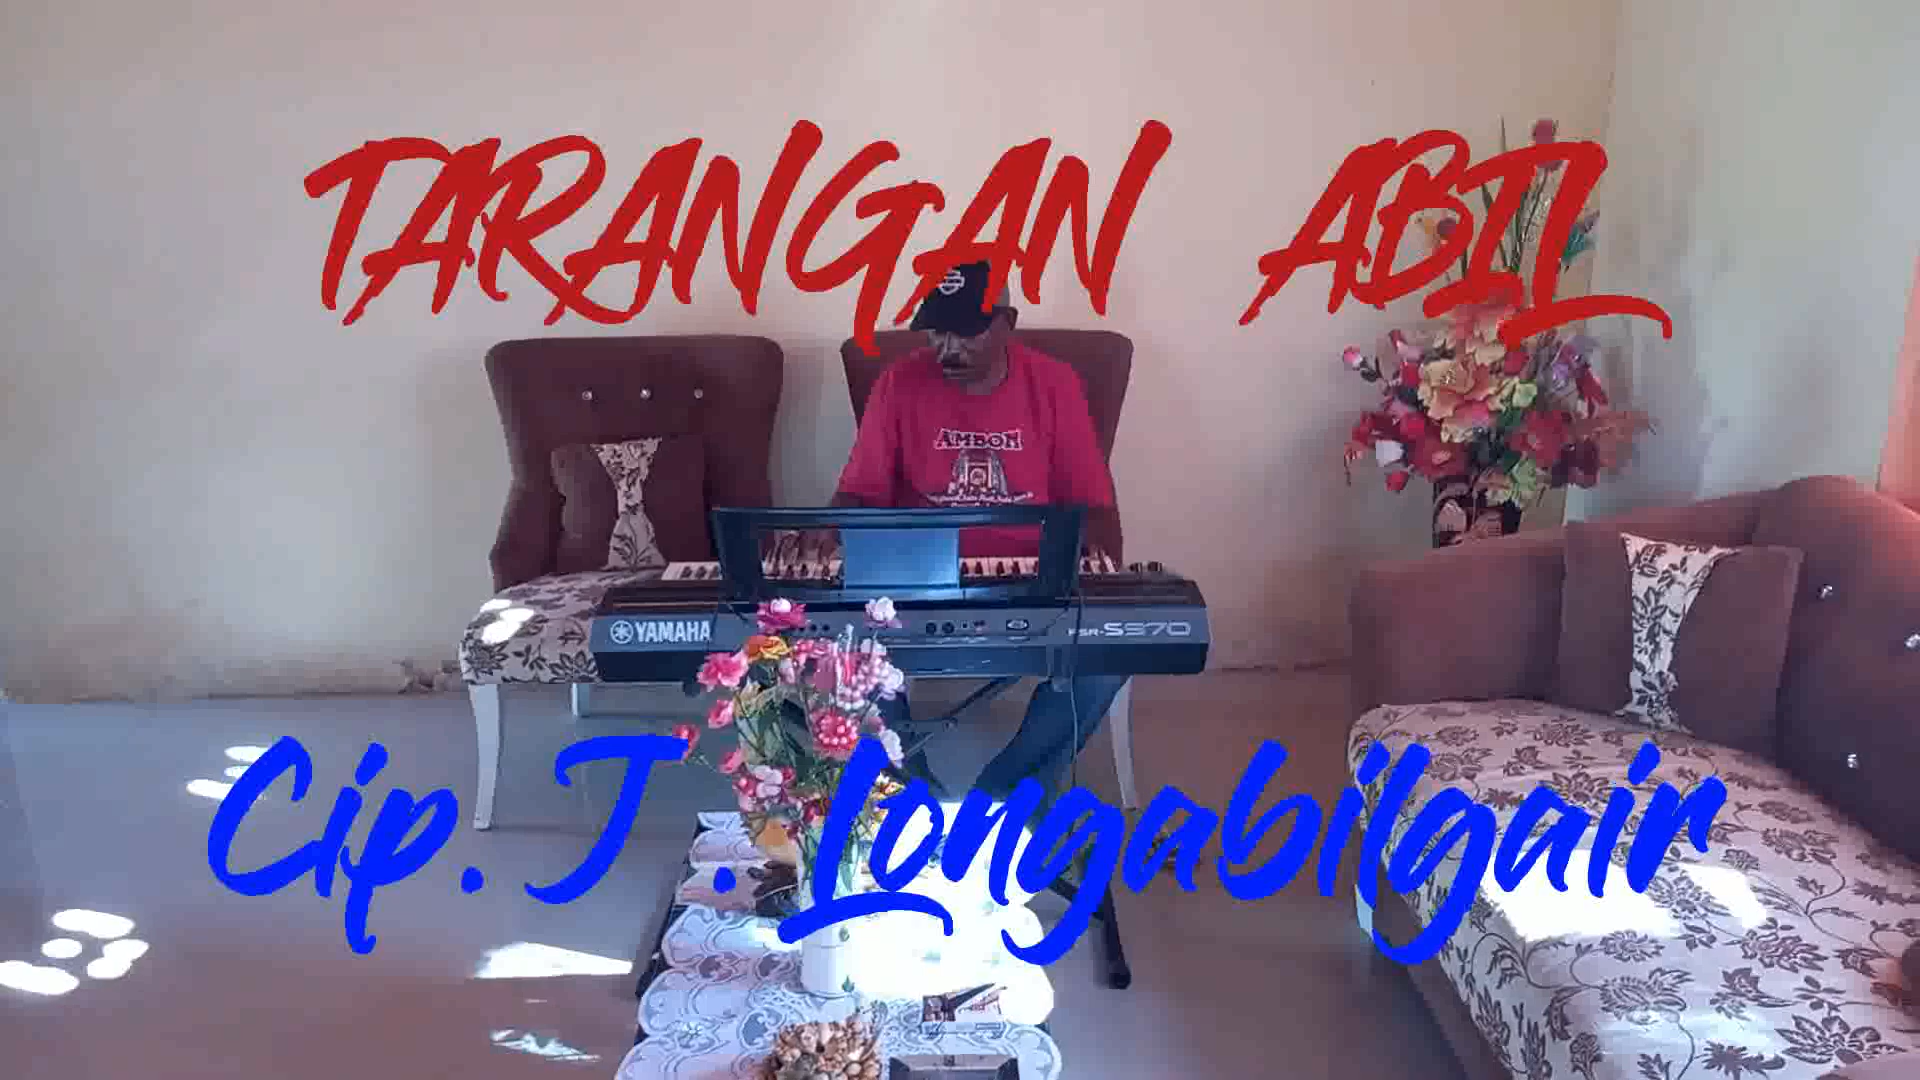 TARANGAN ABIL
AMBON
YAMAHA
PSR-S970
Cip. J. Longabilgair